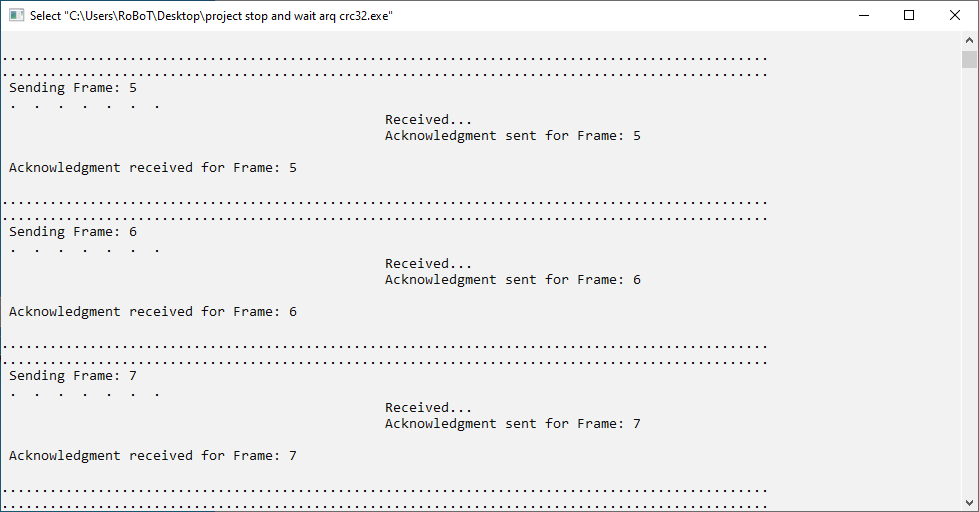 Select "C:\Users\RoBoT\Desktop\project stop and wait arq crc32.exe"
................................................................................................
................................................................................................
Sending Frame: 5
.  .  .  .  .  .  .
Received...
Acknowledgment sent for Frame: 5
Acknowledgment received for Frame: 5
................................................................................................
................................................................................................
Sending Frame: 6
.  .  .  .  .  .  .
Received...
Acknowledgment sent for Frame: 6
Acknowledgment received for Frame: 6
................................................................................................
................................................................................................
Sending Frame: 7
.  .  .  .  .  .  .
Received...
Acknowledgment sent for Frame: 7
Acknowledgment received for Frame: 7
................................................................................................
................................................................................................